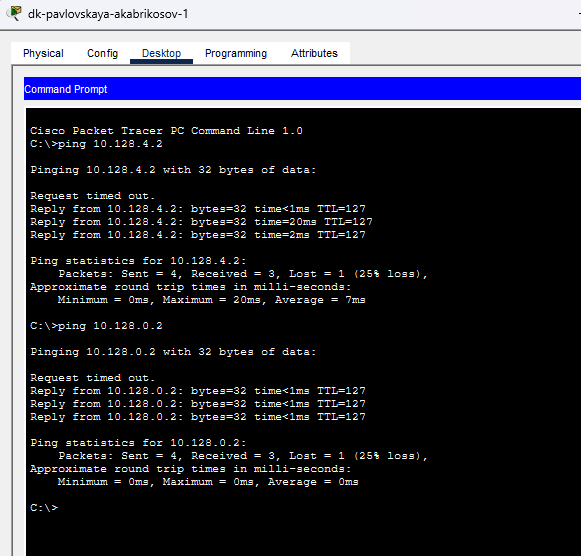 dk-pavlovskaya-akabrikosov-1
Physical Config Desktop Programming Attributes
Command Prompt
Cisco Packet Tracer PC Command Line 1.0
C:\>ping 10.128.4.2
Pinging 10.128.4.2 with 32 bytes of data:
Request timed out.
Reply from 10.128.4.2: bytes=32 time<1ms TTL=127
Reply from 10.128.4.2: bytes=32 time=20ms TTL=127
Reply from 10.128.4.2: bytes=32 time=2ms TTL=127
Ping statistics for 10.128.4.2:
Packets: Sent = 4, Received = 3, Lost = 1 (25% loss),
Approximate round trip times in milli-seconds:
Minimum = 0ms, Maximum = 20ms, Average = 7ms
C:\>ping 10.128.0.2
Pinging 10.128.0.2 with 32 bytes of data:
Request timed out.
Reply from 10.128.0.2: bytes=32 time<1ms TTL=127
Reply from 10.128.0.2: bytes=32 time<1ms TTL=127
Reply from 10.128.0.2: bytes=32 time<1ms TTL=127
Ping statistics for 10.128.0.2:
Packets: Sent = 4, Received = 3, Lost = 1 (25% loss),
Approximate round trip times in milli-seconds:
Minimum = 0ms, Maximum = 0ms, Average = 0ms
C:\>